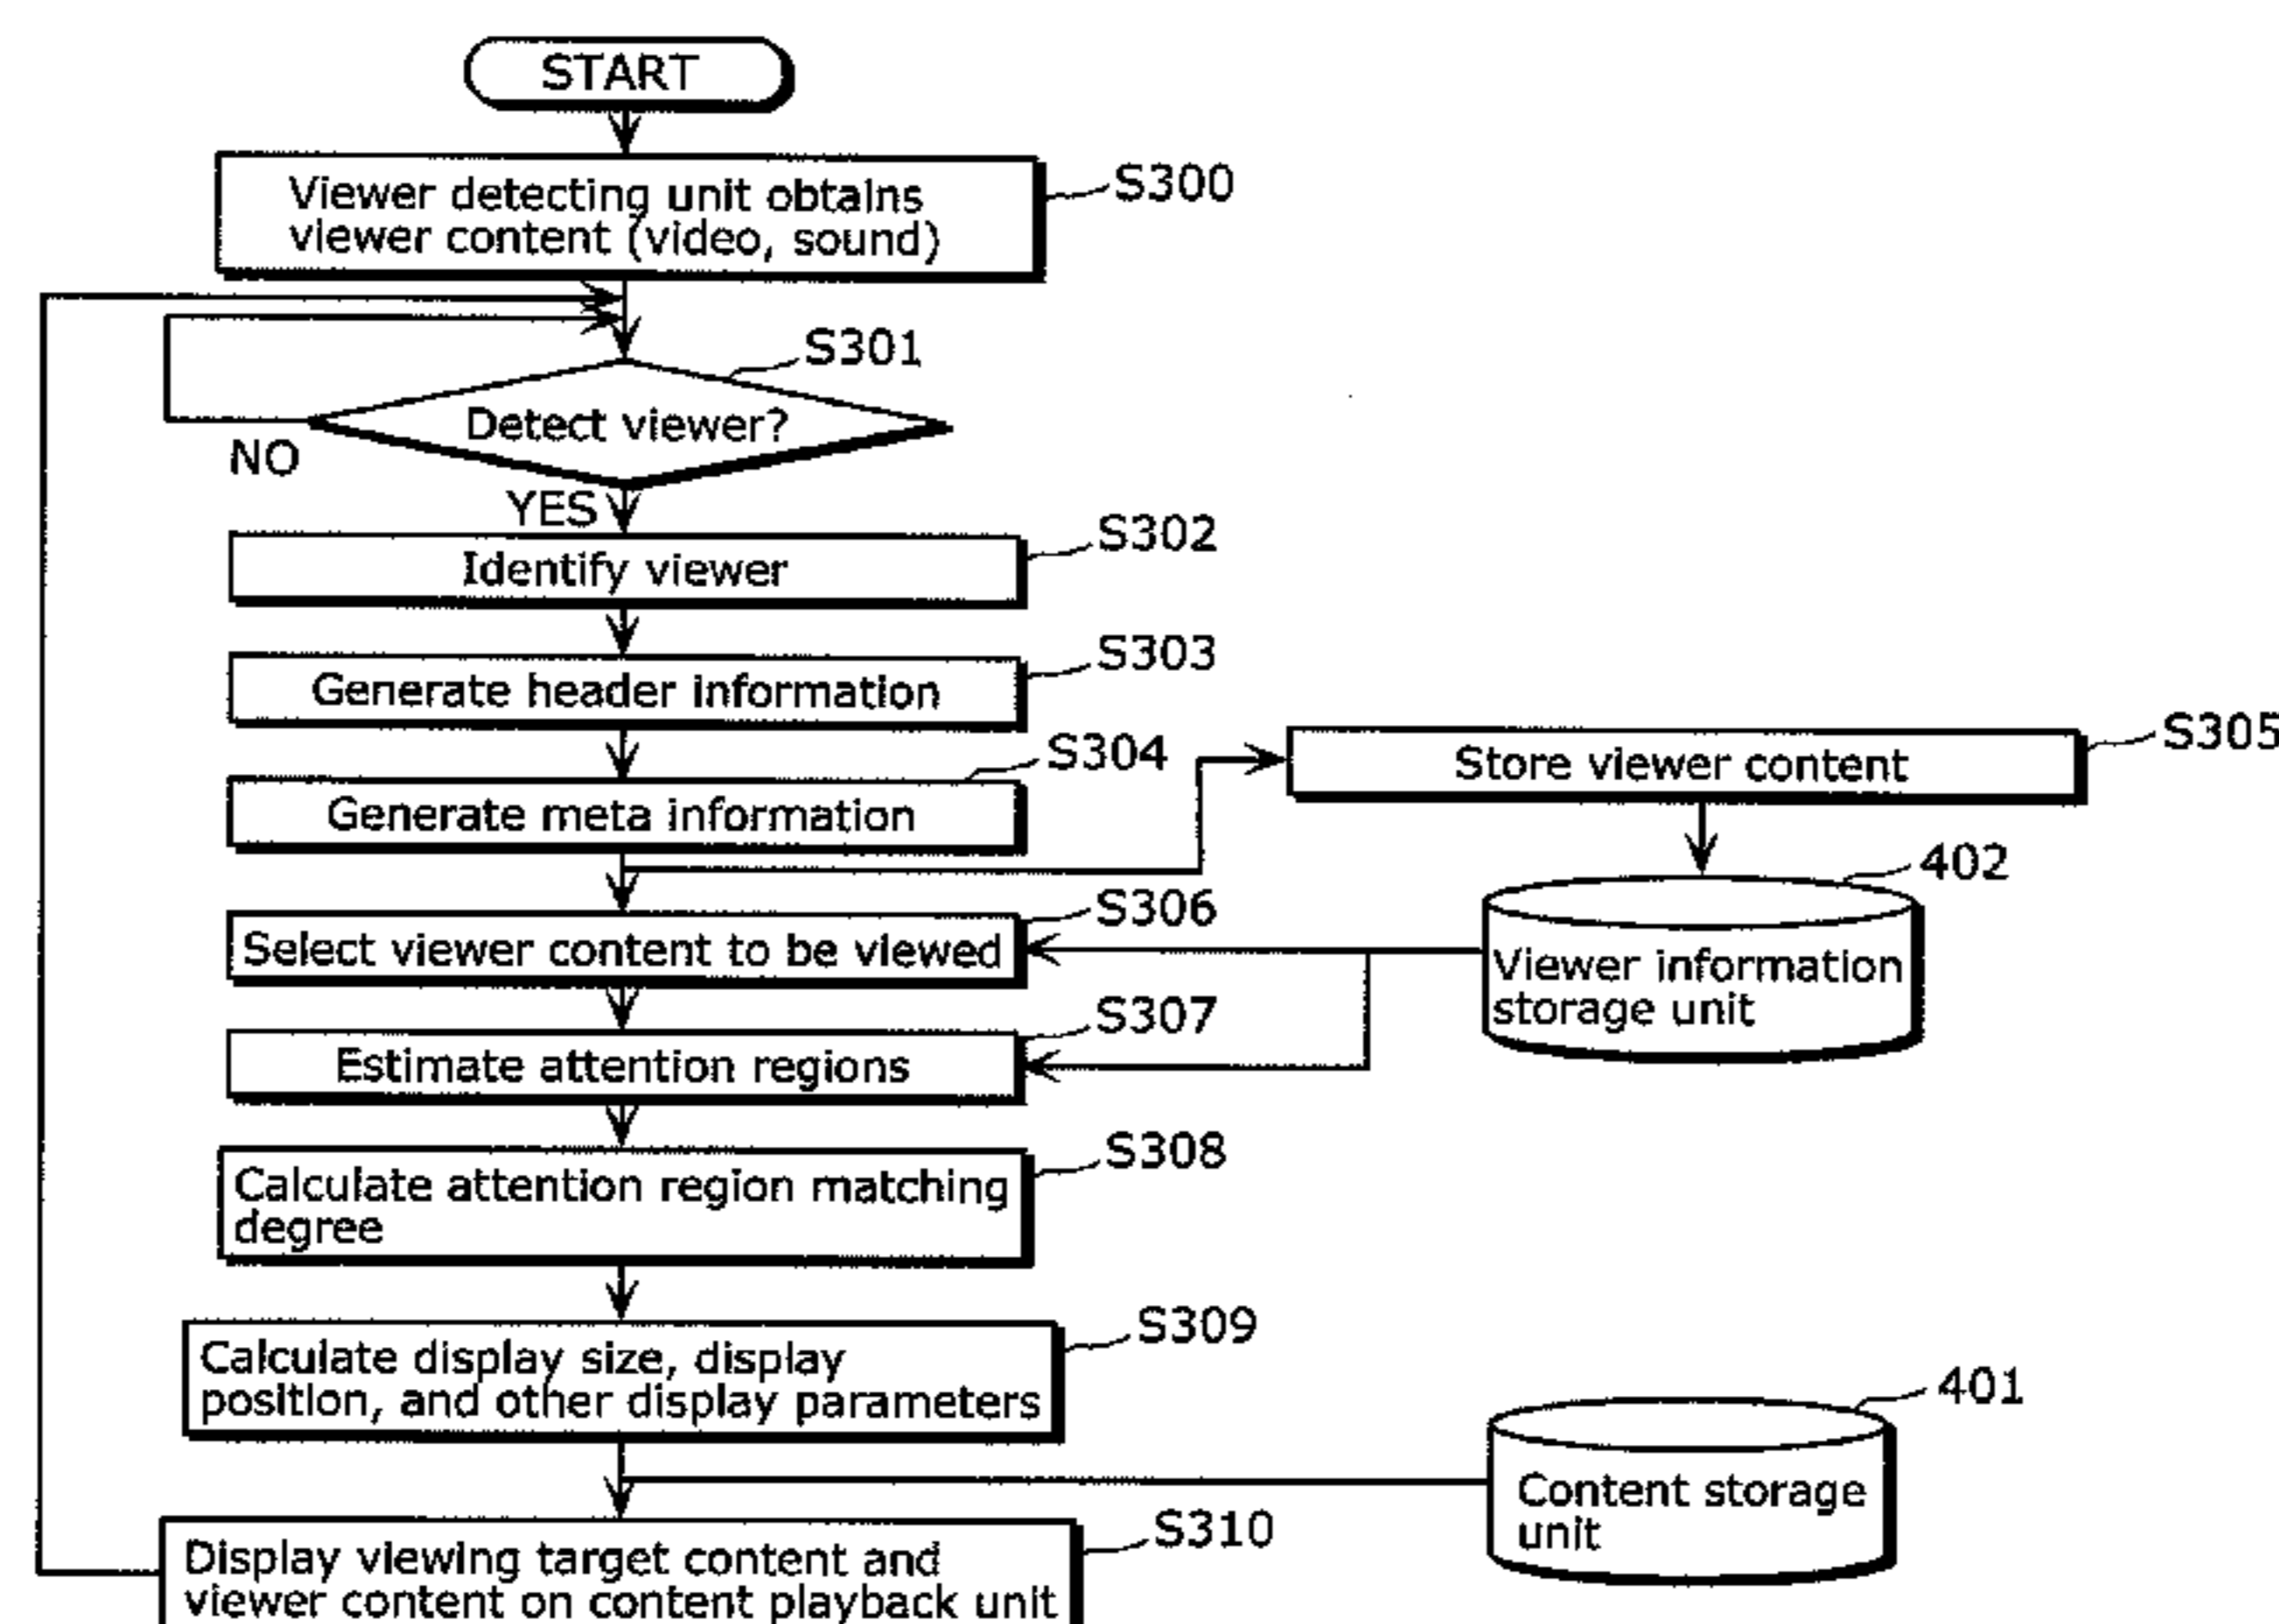 START
Viewer detecting unit obtains
viewer content (video, sound)
S300
S301
Detect viewer?
NO
YES
S302
Identify viewer
S303
Generate header information
S304
Generate meta information
S305
Store viewer content
402
Viewer information
storage unit
S306
Select viewer content to be viewed
S307
Estimate attention regions
S308
Calculate attention region matching
degree
S309
Calculate display size, display
position, and other display parameters
401
Content storage
unit
S310
Display viewing target content and
viewer content on content playback unit